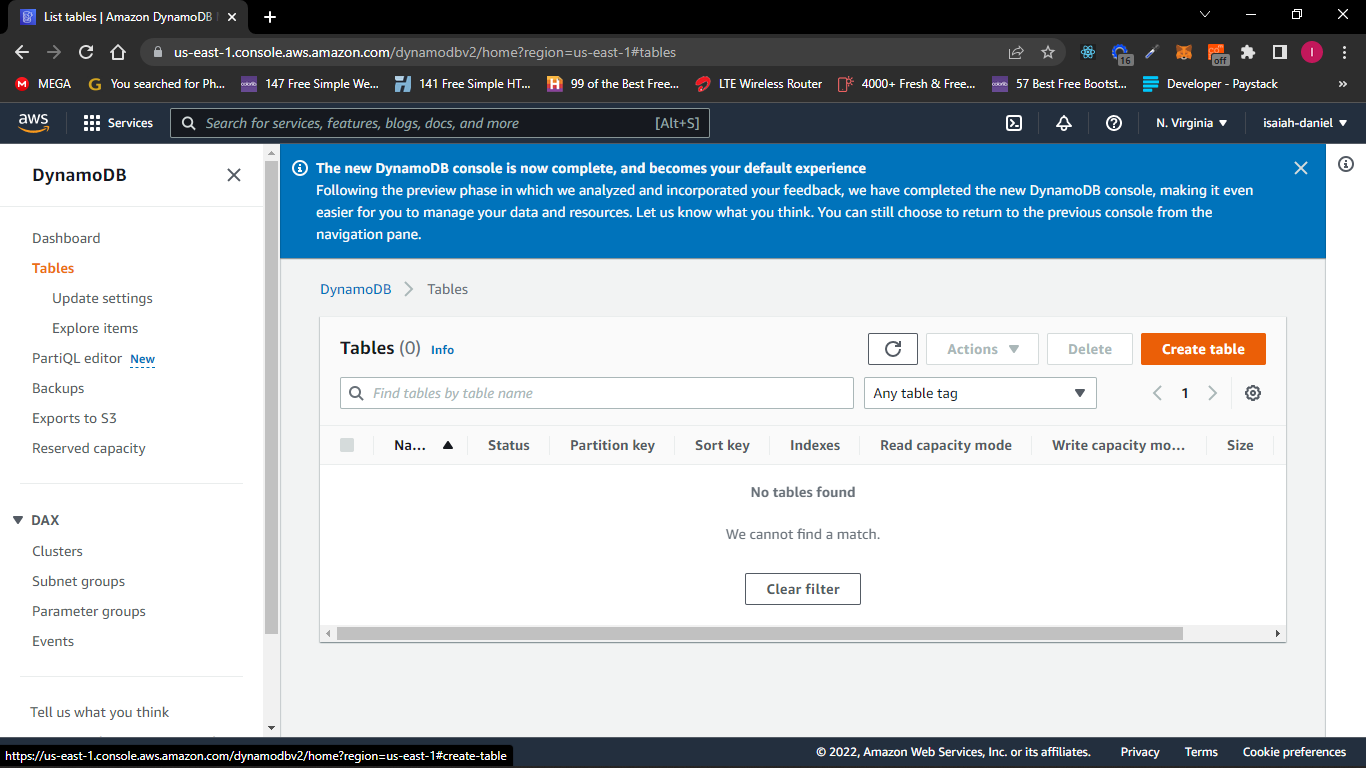 List tables | Amazon DynamoDB
us-east-1.console.aws.amazon.com/dynamodbv2/home?region=us-east-1#tables
16
off
I
MEGA
You searched for Ph...
147 Free Simple We...
141 Free Simple HT...
99 of the Best Free...
LTE Wireless Router
4000+ Fresh & Free...
57 Best Free Bootst...
Developer - Paystack
»
aws
Services
Search for services, features, blogs, docs, and more
[Alt+S]
N. Virginia
isaiah-daniel
DynamoDB
Dashboard
Tables
Update settings
Explore items
PartiQL editor New
Backups
Exports to S3
Reserved capacity
DAX
Clusters
Subnet groups
Parameter groups
Events
Tell us what you think
The new DynamoDB console is now complete, and becomes your default experience
Following the preview phase in which we analyzed and incorporated your feedback, we have completed the new DynamoDB console, making it even
easier for you to manage your data and resources. Let us know what you think. You can still choose to return to the previous console from the
navigation pane.
DynamoDB > Tables
Tables (0) Info
Actions
Delete
Create table
Find tables by table name
Any table tag
1
Na... Status Partition key Sort key Indexes Read capacity mode Write capacity mo... Size
No tables found
We cannot find a match.
Clear filter
https://us-east-1.console.aws.amazon.com/dynamodbv2/home?region=us-east-1#create-table
© 2022, Amazon Web Services, Inc. or its affiliates.
Privacy
Terms
Cookie preferences